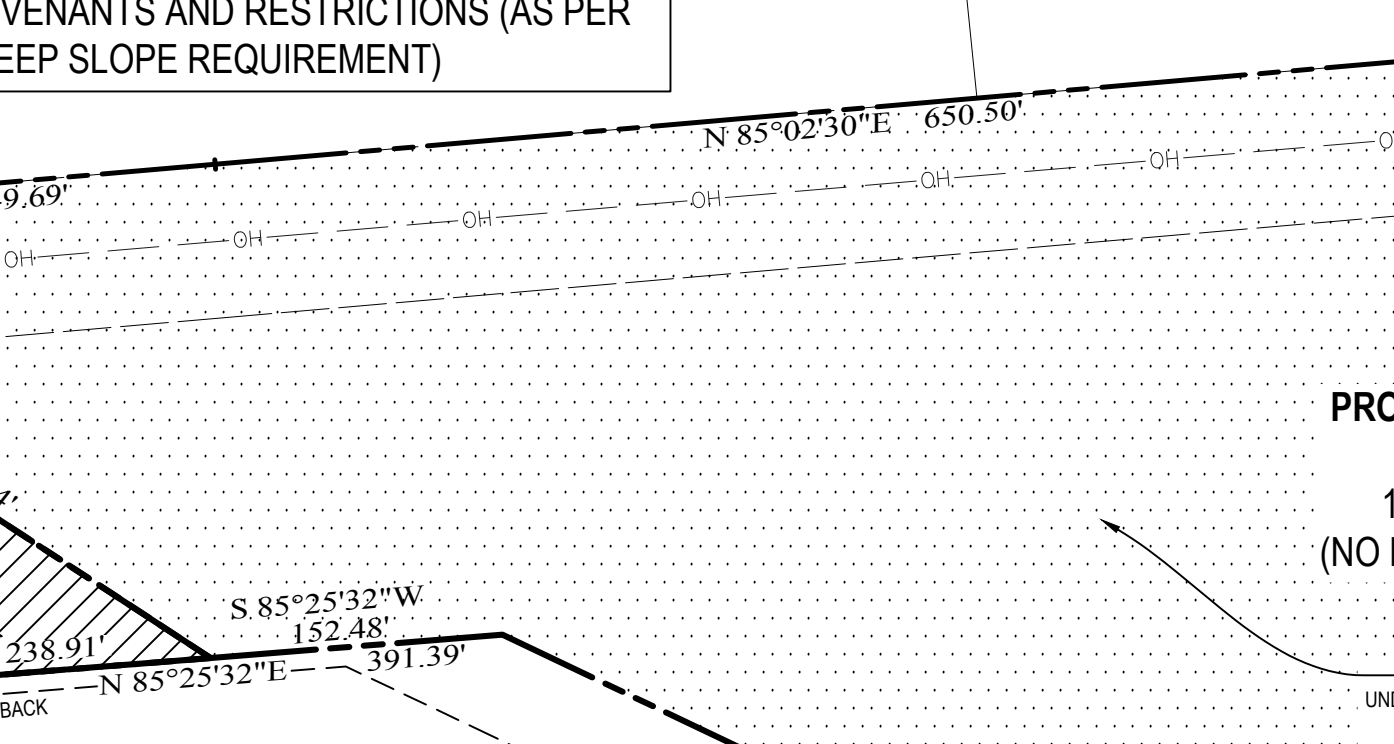 VENANTS AND RESTRICTIONS (AS PER
EEP SLOPE REQUIREMENT)
N 85°02'30"E 650.50'
9.69'
OH
OH
OH
OH
OH
OH
PRO
1
(NO
S 85°25'32"W
152.48'
238.91'
391.39'
N 85°25'32"E
BACK
UND